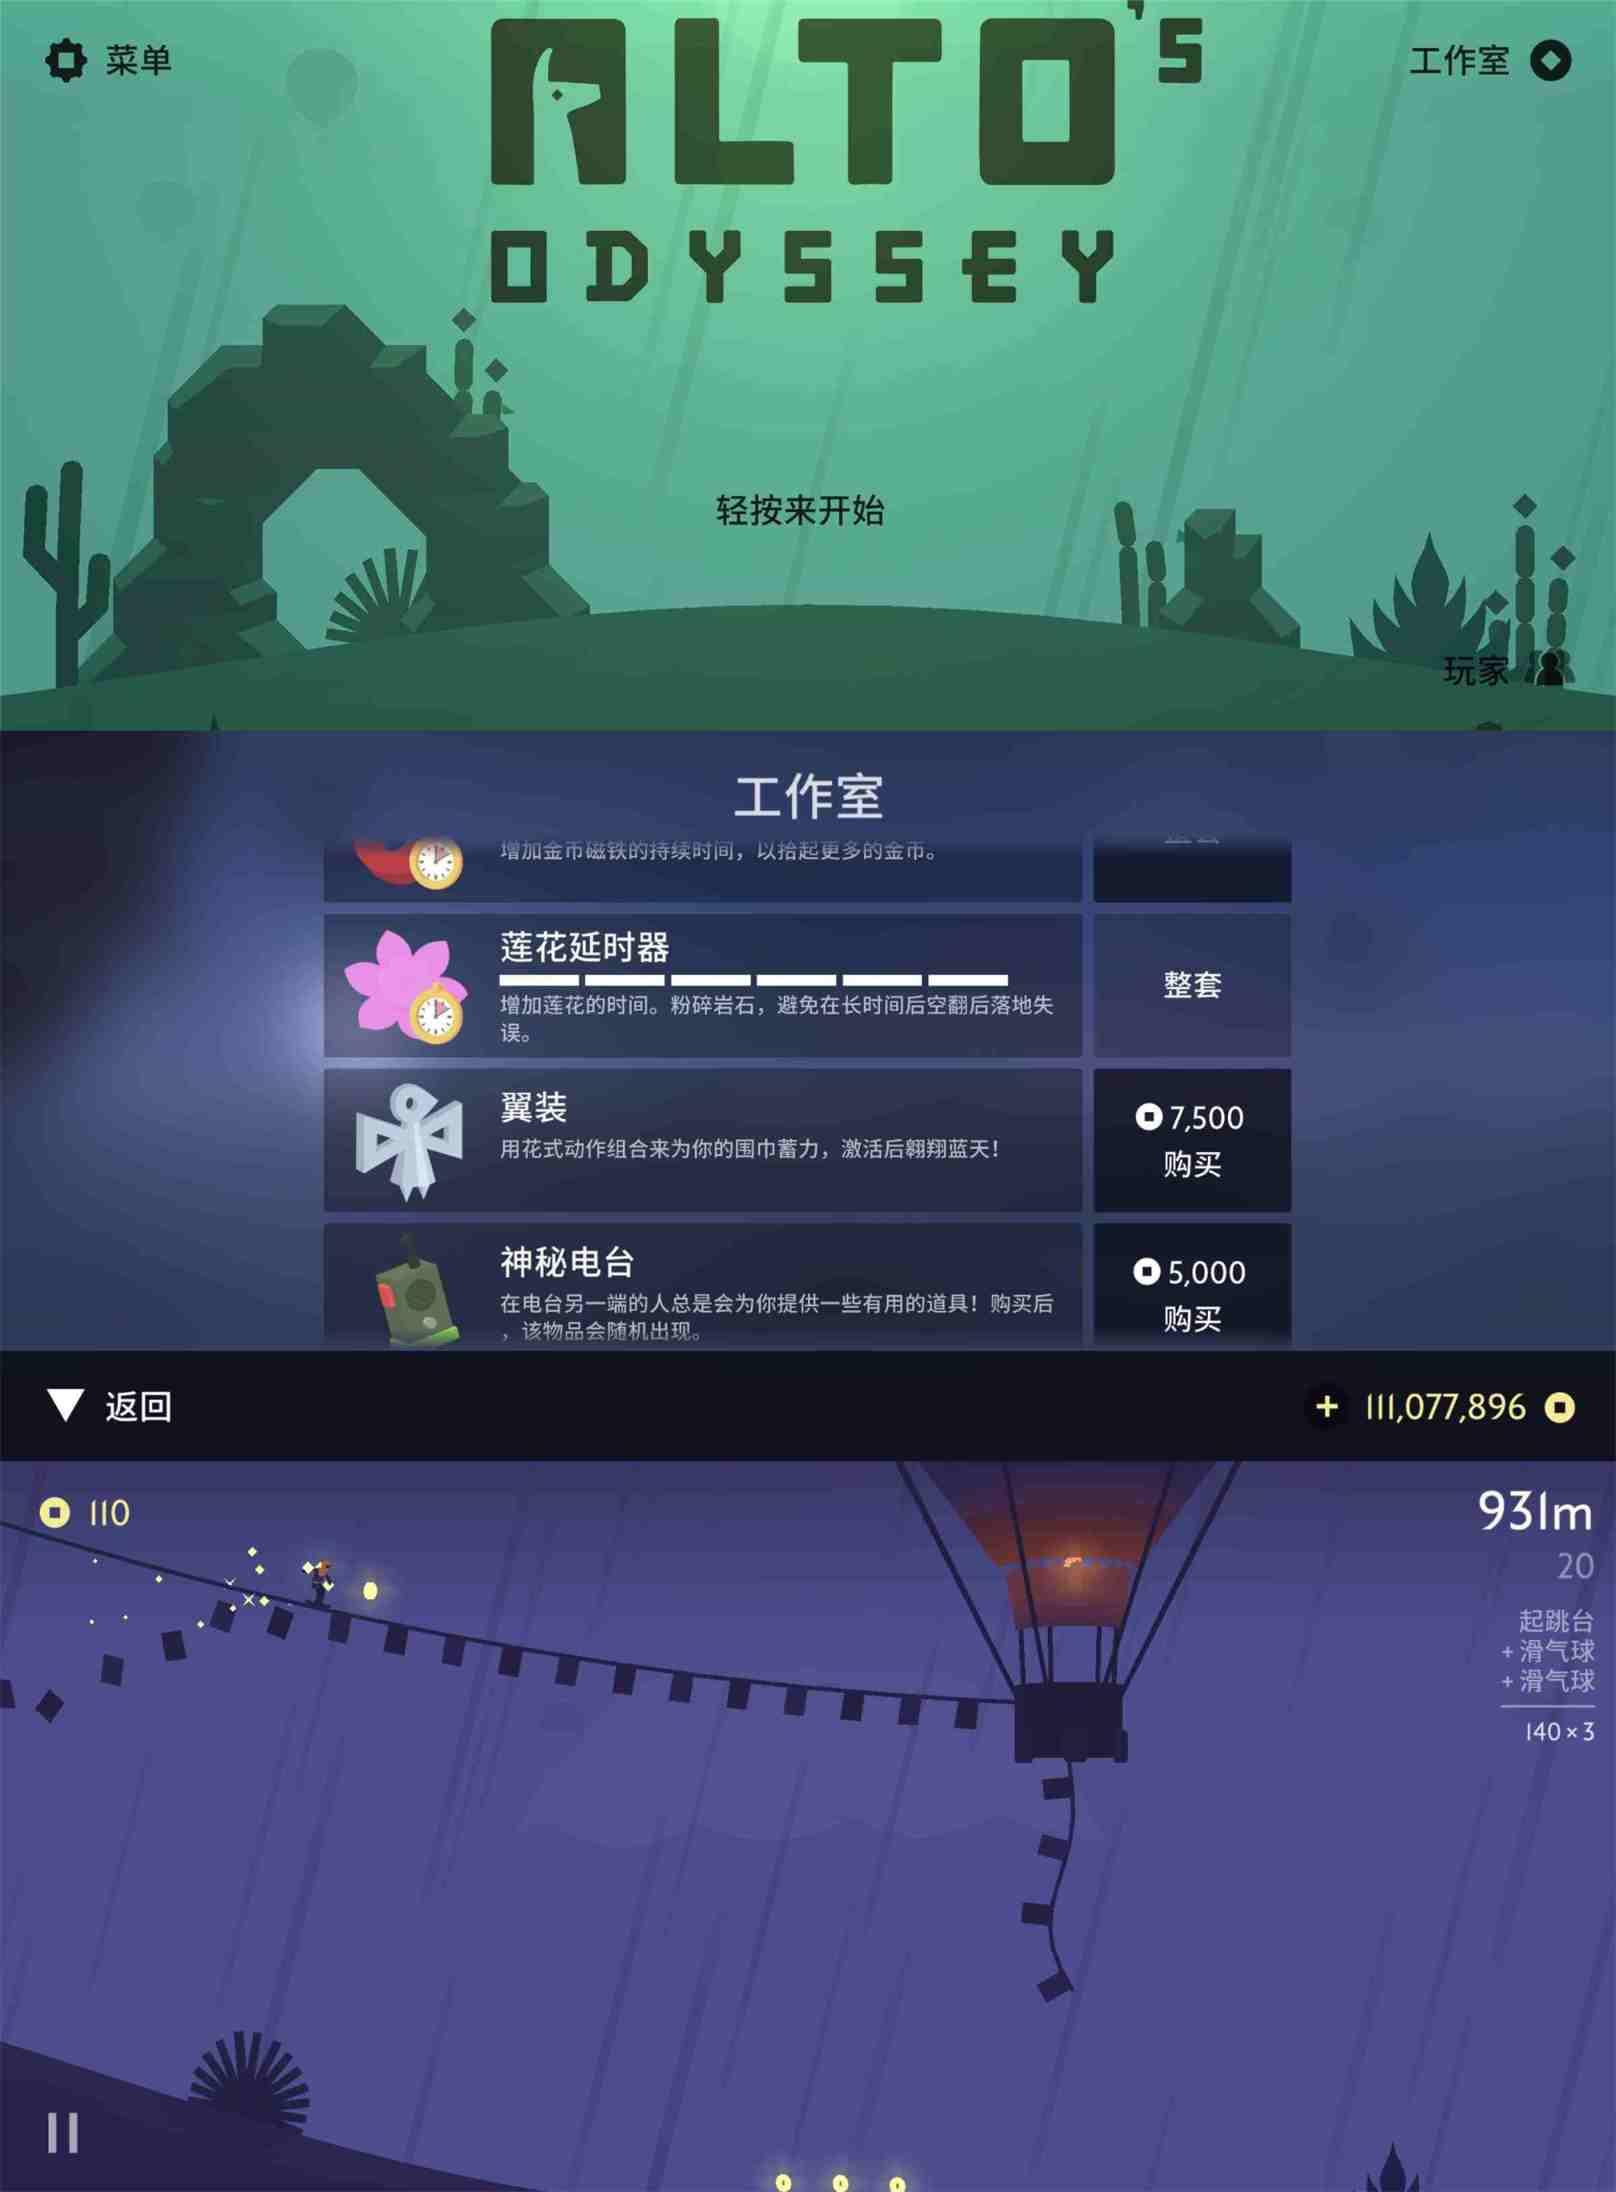 菜单
ALTO'S
工作室
ODYSSEY
轻按来开始
玩家
工作室
增加金币磁铁的持续时间，以拾起更多的金币。
莲花延时器
增加莲花的时间。粉碎岩石，避免在长时间后空翻后落地失
误。
整套
翼装
用花式动作组合来为你的围巾蓄力，激活后翱翔蓝天！
7,500
购买
神秘电台
在电台另一端的人总是会为你提供一些有用的道具！购买后
，该物品会随机出现。
5,000
购买
返回
+ 111,077,896
110
931m
20
起跳台
+ 滑气球
+ 滑气球
140 × 3